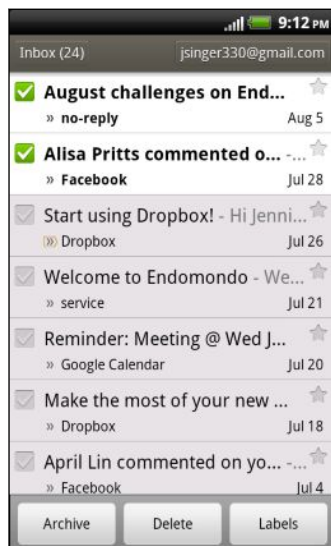 9:12 PM
Inbox (24) jsinger330@gmail.com
August challenges on End...
» no-reply Aug 5
Alisa Pritts commented o... -...
» Facebook Jul 28
Start using Dropbox! - Hi Jenni...
» Dropbox Jul 26
Welcome to Endomondo - We...
» service Jul 21
Reminder: Meeting @ Wed J...
» Google Calendar Jul 20
Make the most of your new ...
» Dropbox Jul 18
April Lin commented on yo... -...
» Facebook Jul 4
Archive Delete Labels